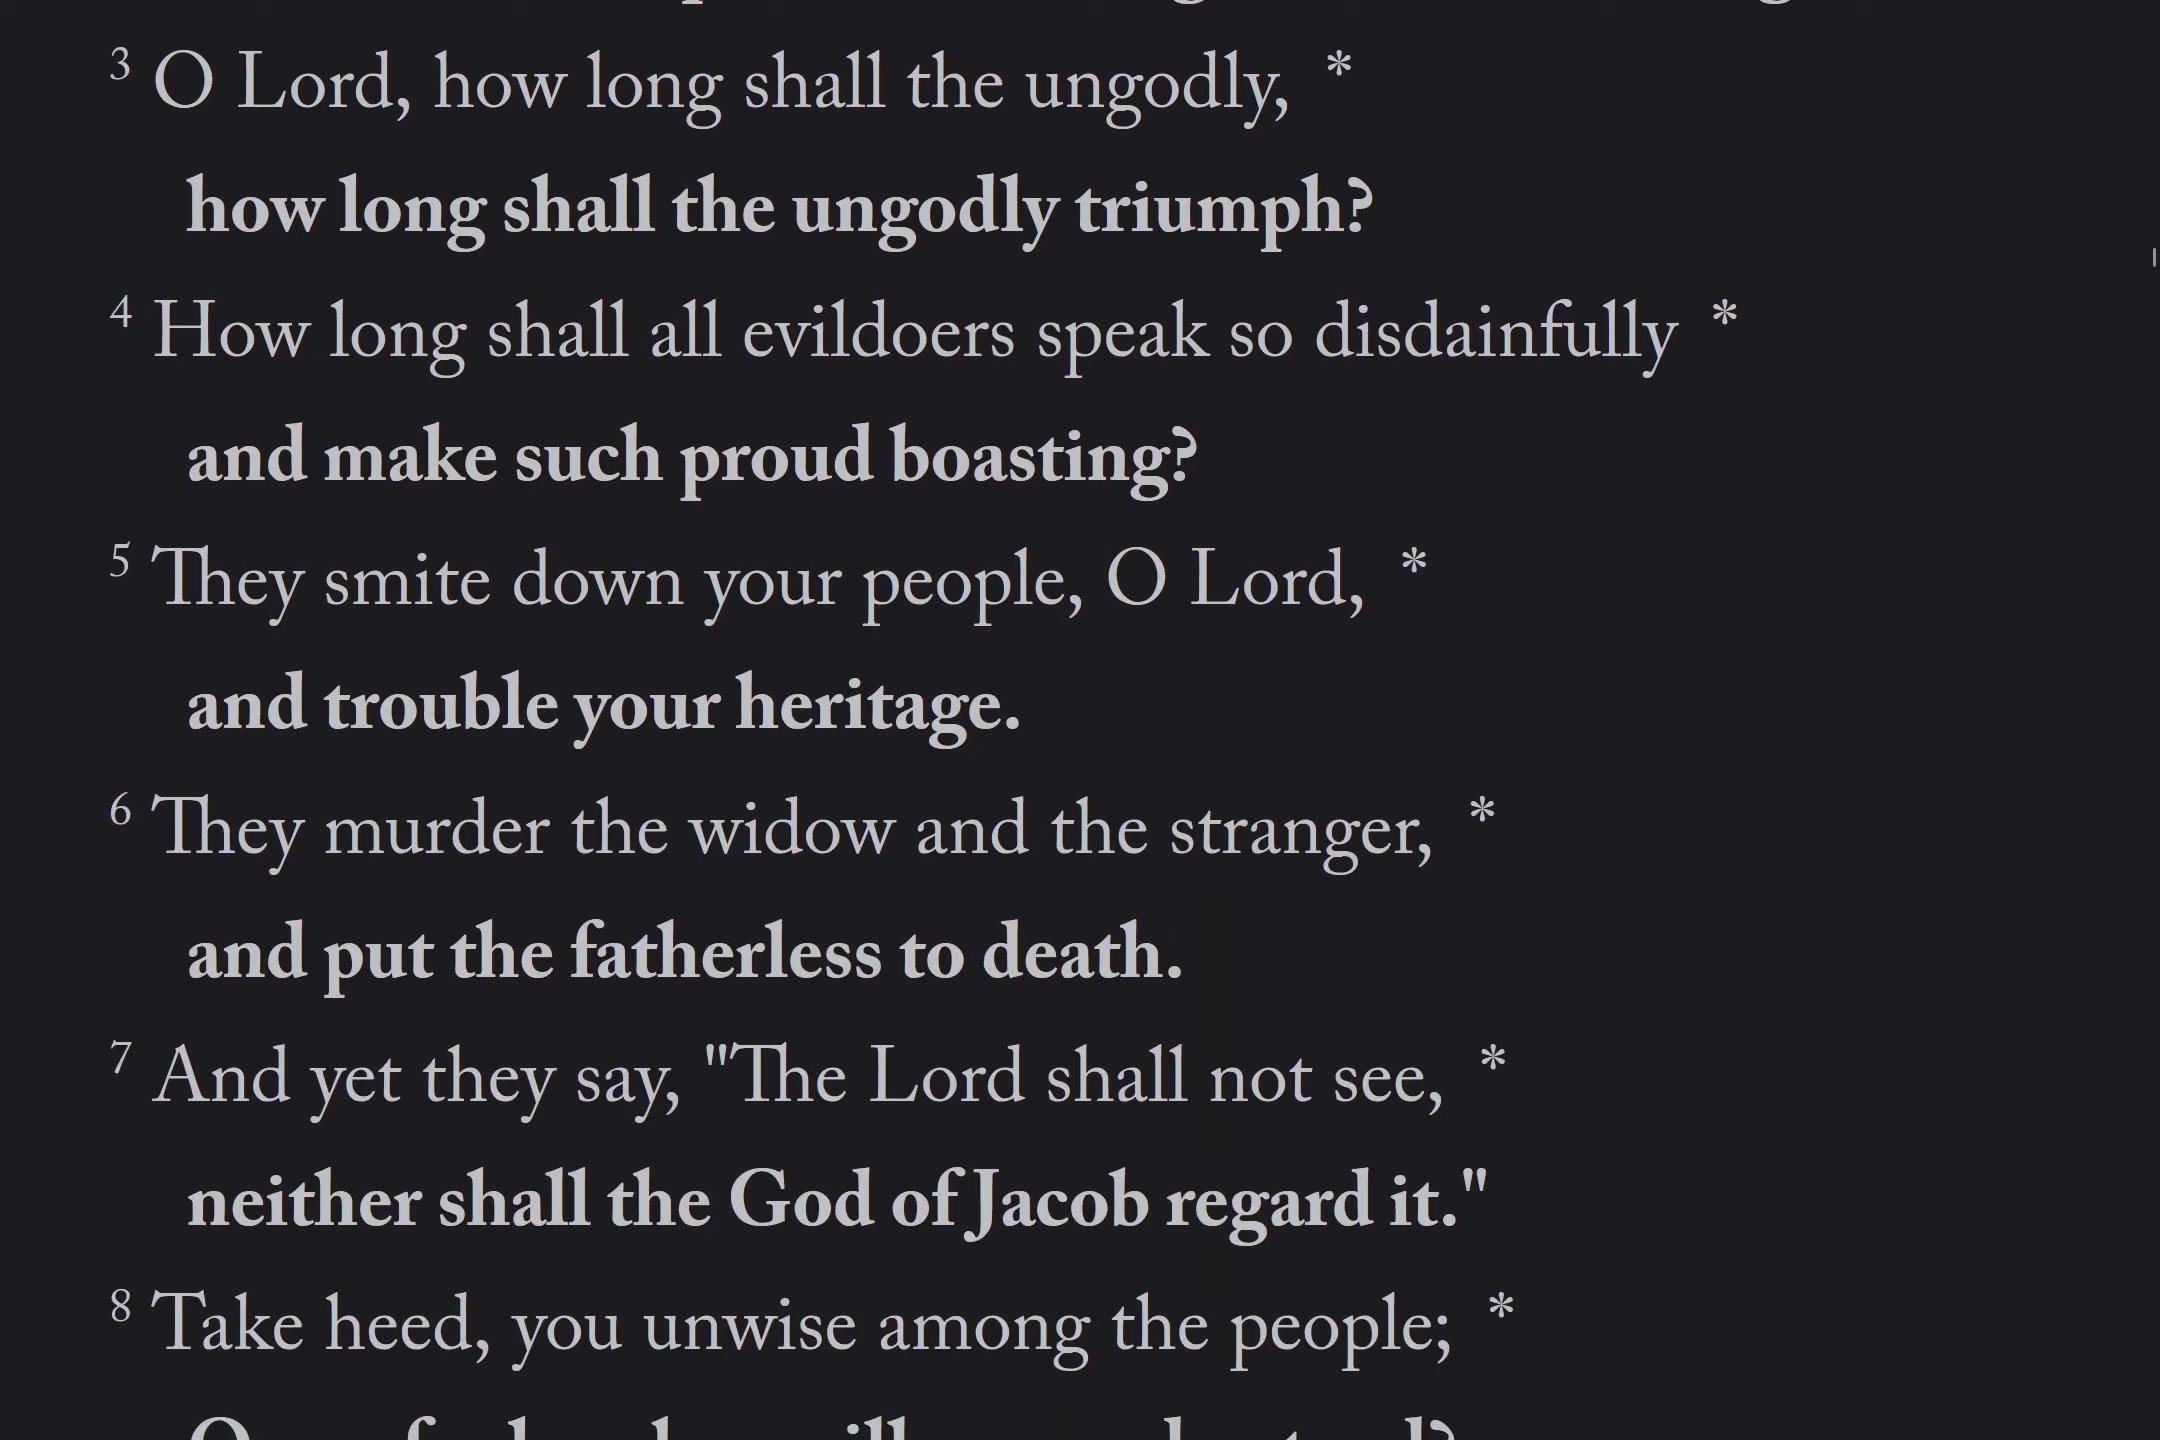 3 O Lord, how long shall the ungodly, *
how long shall the ungodly triumph?
4 How long shall all evildoers speak so disdainfully *
and make such proud boasting?
5 They smite down your people, O Lord, *
and trouble your heritage.
6 They murder the widow and the stranger, *
and put the fatherless to death.
7 And yet they say, "The Lord shall not see, *
neither shall the God of Jacob regard it."
8 Take heed, you unwise among the people; *